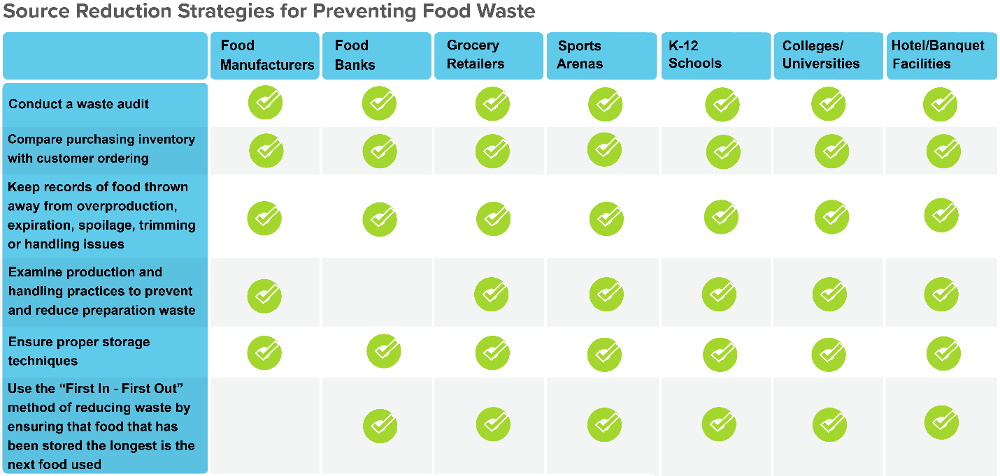 Source Reduction Strategies for Preventing Food Waste
Food
Manufacturers
Food
Banks
Grocery
Retailers
Sports
Arenas
K-12
Schools
Colleges/
Universities
Hotel/Banquet
Facilities
Conduct a waste audit
Compare purchasing inventory
with customer ordering
Keep records of food thrown
away from overproduction,
expiration, spoilage, trimming
or handling issues
Examine production and
handling practices to prevent
and reduce preparation waste
Ensure proper storage
techniques
Use the “First In - First Out”
method of reducing waste by
ensuring that food that has
been stored the longest is the
next food used